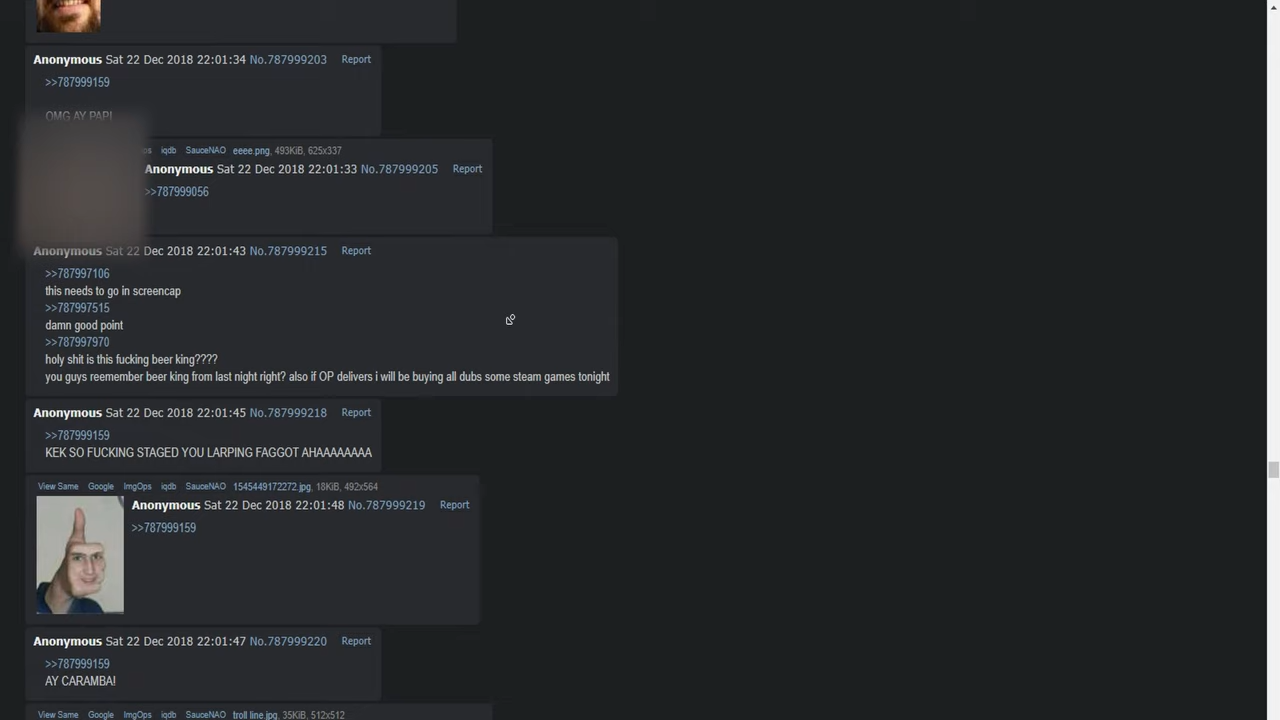 Anonymous Sat 22 Dec 2018 22:01:34 No.787999203 Report
>>787999159
OMG AY PAPI
iqdb SauceNAO eeee.png, 493KiB, 625x337
Anonymous Sat 22 Dec 2018 22:01:33 No.787999205 Report
>>787999056
Anonymous Sat 22 Dec 2018 22:01:43 No.787999215 Report
>>787997106
this needs to go in screencap
>>787997515
damn good point
>>787997970
holy shit is this fucking beer king????
you guys reemember beer king from last night right? also if OP delivers i will be buying all dubs some steam games tonight
Anonymous Sat 22 Dec 2018 22:01:45 No.787999218 Report
>>787999159
KEK SO FUCKING STAGED YOU LARPING FAGGOT AHAAAAAAAA
View Same Google ImgOps iqdb SauceNAO 1545449172272.jpg, 18KiB, 492x564
Anonymous Sat 22 Dec 2018 22:01:48 No.787999219 Report
>>787999159
Anonymous Sat 22 Dec 2018 22:01:47 No.787999220 Report
>>787999159
AY CARAMBA!
View Same Google ImgOps iqdb SauceNAO troll line.jpg, 35KiB, 512x512